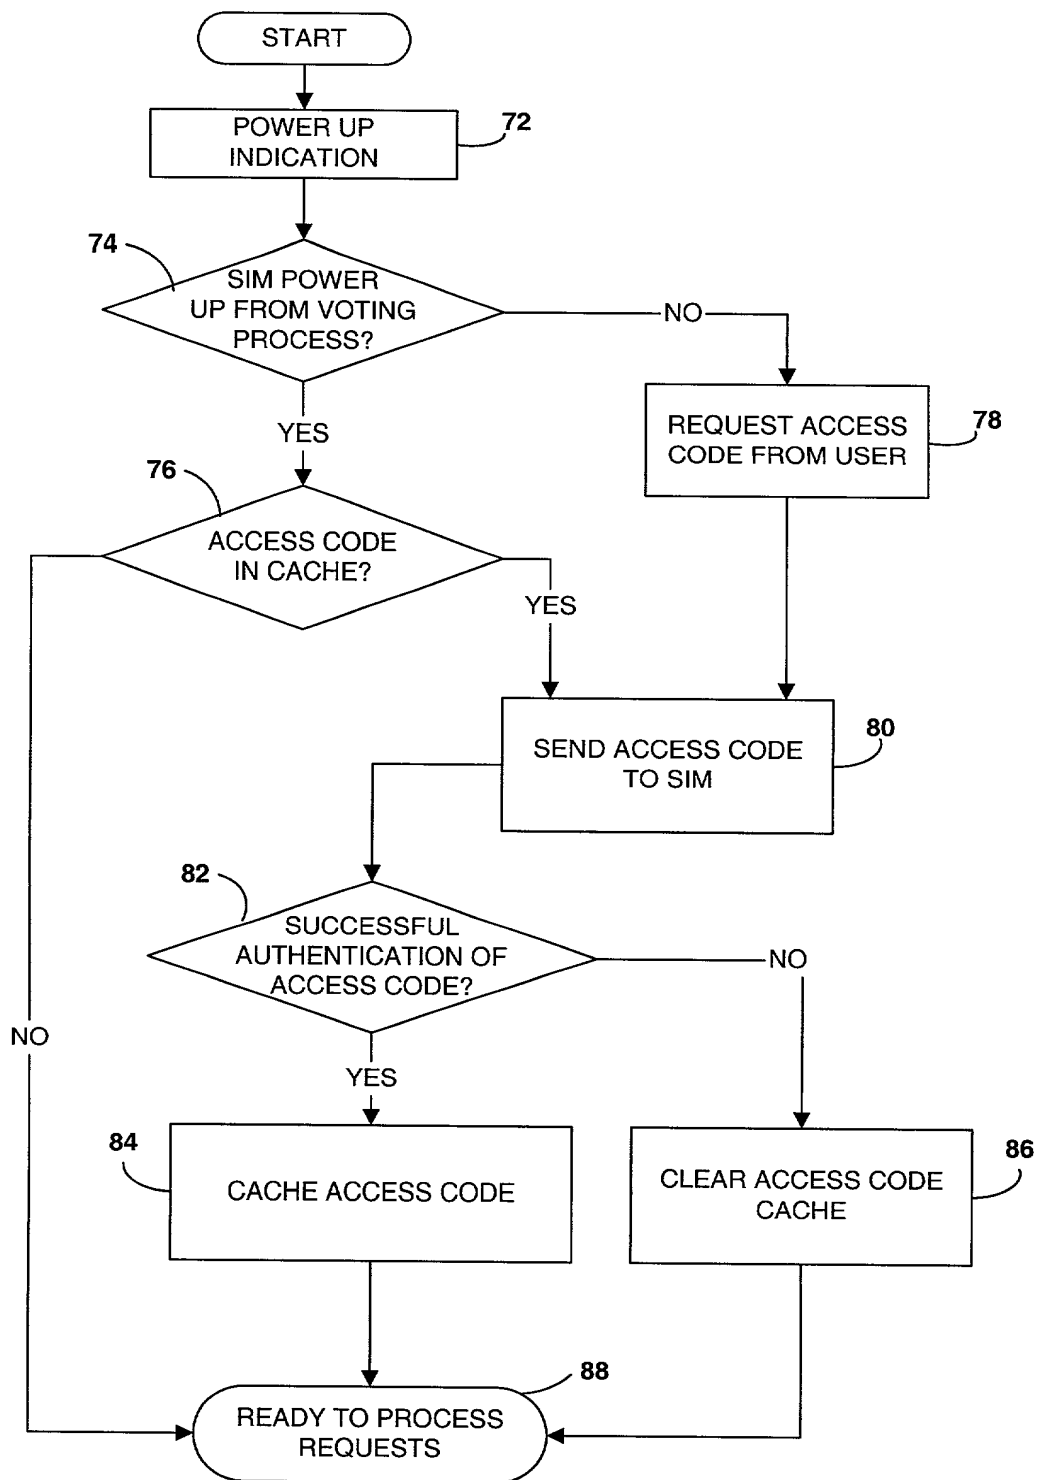 START
POWER UP
INDICATION
72
74
SIM POWER
UP FROM VOTING
PROCESS?
NO
YES
REQUEST ACCESS
CODE FROM USER
78
76
ACCESS CODE
IN CACHE?
YES
SEND ACCESS CODE
TO SIM
80
82
SUCCESSFUL
AUTHENTICATION OF
ACCESS CODE?
NO
NO
YES
84
CACHE ACCESS CODE
CLEAR ACCESS CODE
CACHE
86
88
READY TO PROCESS
REQUESTS